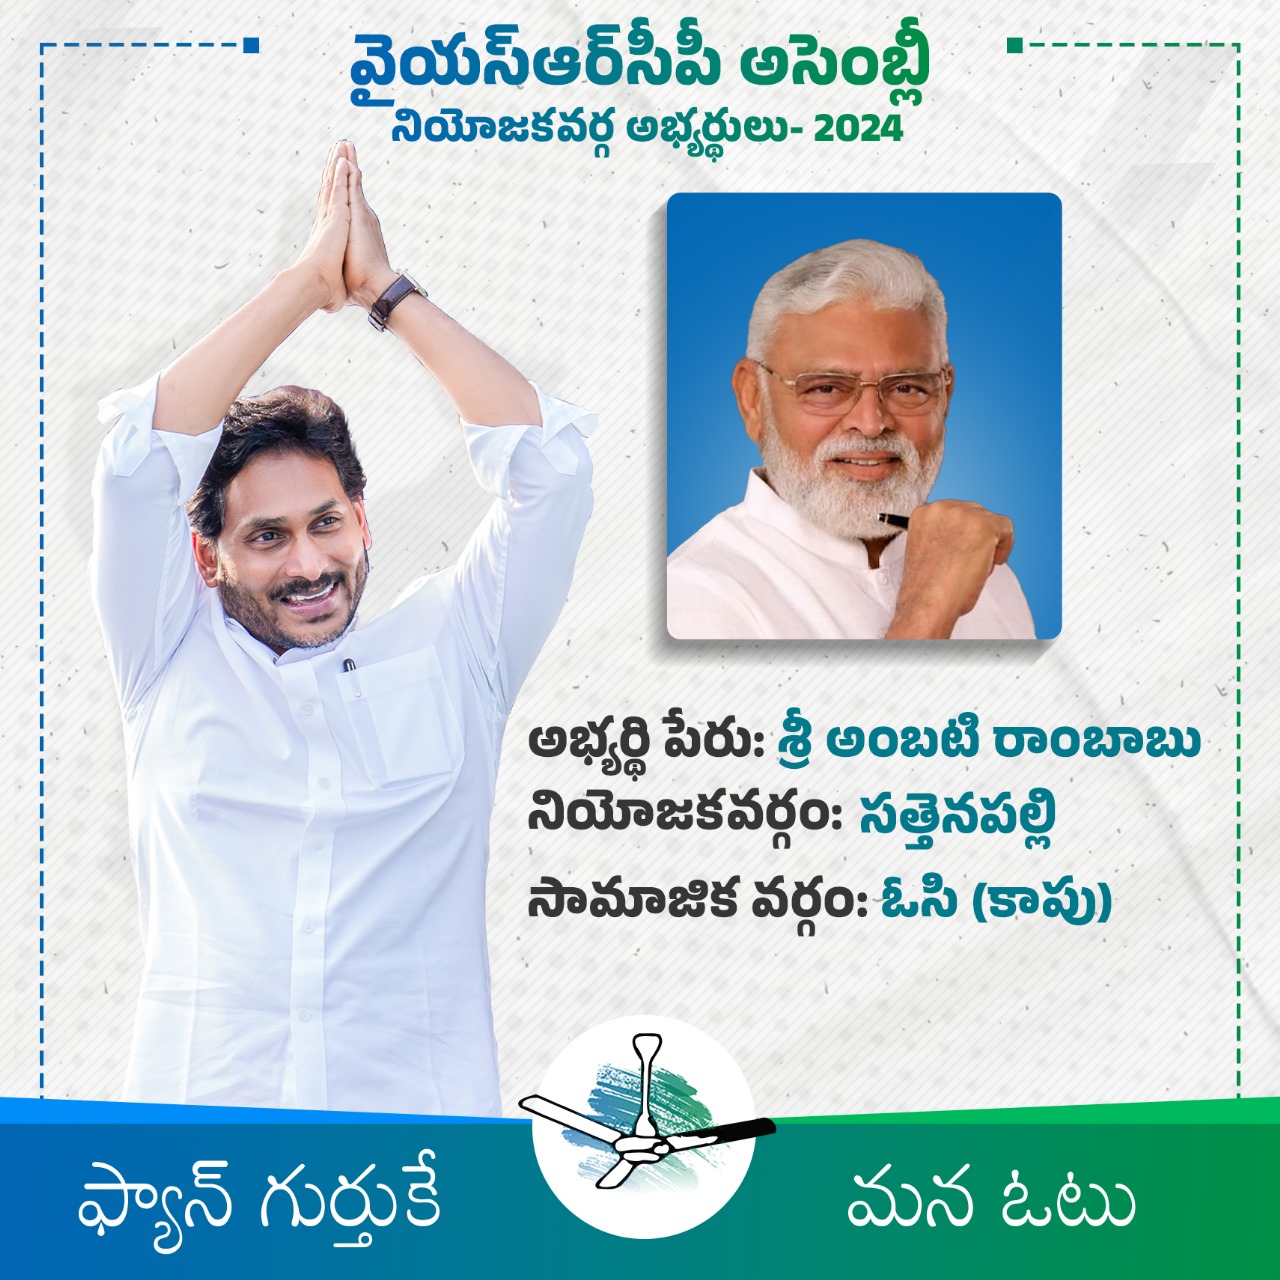 వైయస్ఆర్‌సీపీ అసెంబ్లీ
నియోజకవర్గ అభ్యర్థులు- 2024
అభ్యర్థి పేరు: శ్రీ అంబటి రాంబాబు
నియోజకవర్గం: సత్తెనపల్లి
సామాజిక వర్గం: ఓసి (కాపు)
ఫ్యాన్ గుర్తుకే మన ఓటు